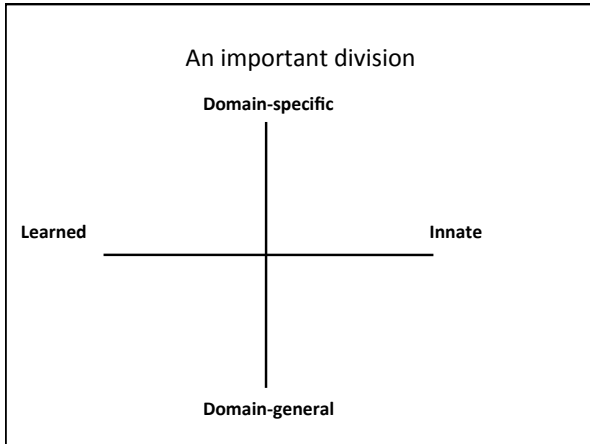 An important division
Domain-specific
Learned
Innate
Domain-general